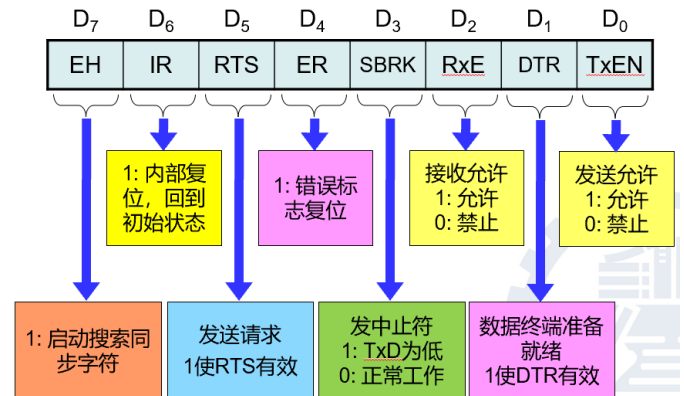 D7 D6 D5 D4 D3 D2 D1 D0
EH IR RTS ER SBRK RxE DTR TxEN
1: 内部复
位，回到
初始状态
1: 错误标
志复位
接收允许
1: 允许
0: 禁止
发送允许
1: 允许
0: 禁止
1: 启动搜索同
步字符
发送请求
1使RTS有效
发中止符
1: TxD为低
0: 正常工作
数据终端准备
就绪
1使DTR有效